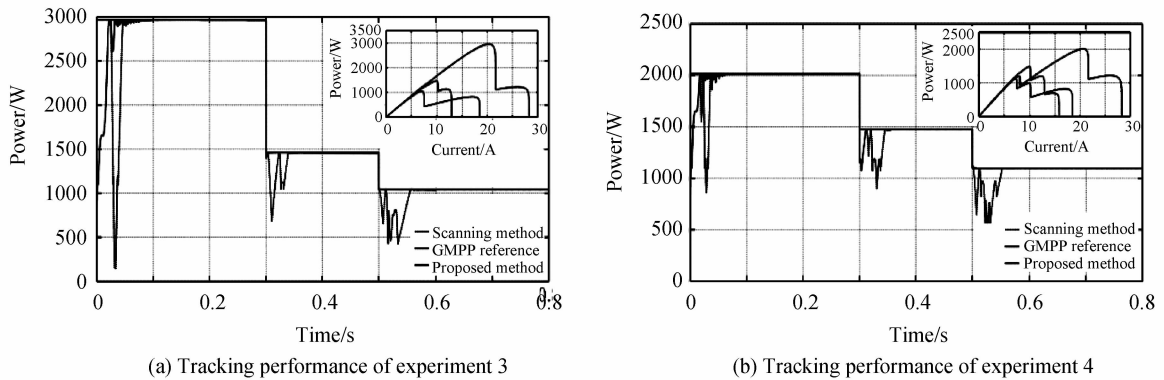 3000
2500
2000
1500
1000
500
0
Power/W
0
0.2
0.4
0.6
0.8
Time/s
3500
3000
2000
1000
0
Power/W
0
10
20
30
Current/A
Scanning method
GMPP reference
Proposed method
(a) Tracking performance of experiment 3
2500
2000
1500
1000
500
0
Power/W
0
0.2
0.4
0.6
0.8
Time/s
2500
2000
1000
0
Power/W
0
10
20
30
Current/A
Scanning method
GMPP reference
Proposed method
(b) Tracking performance of experiment 4